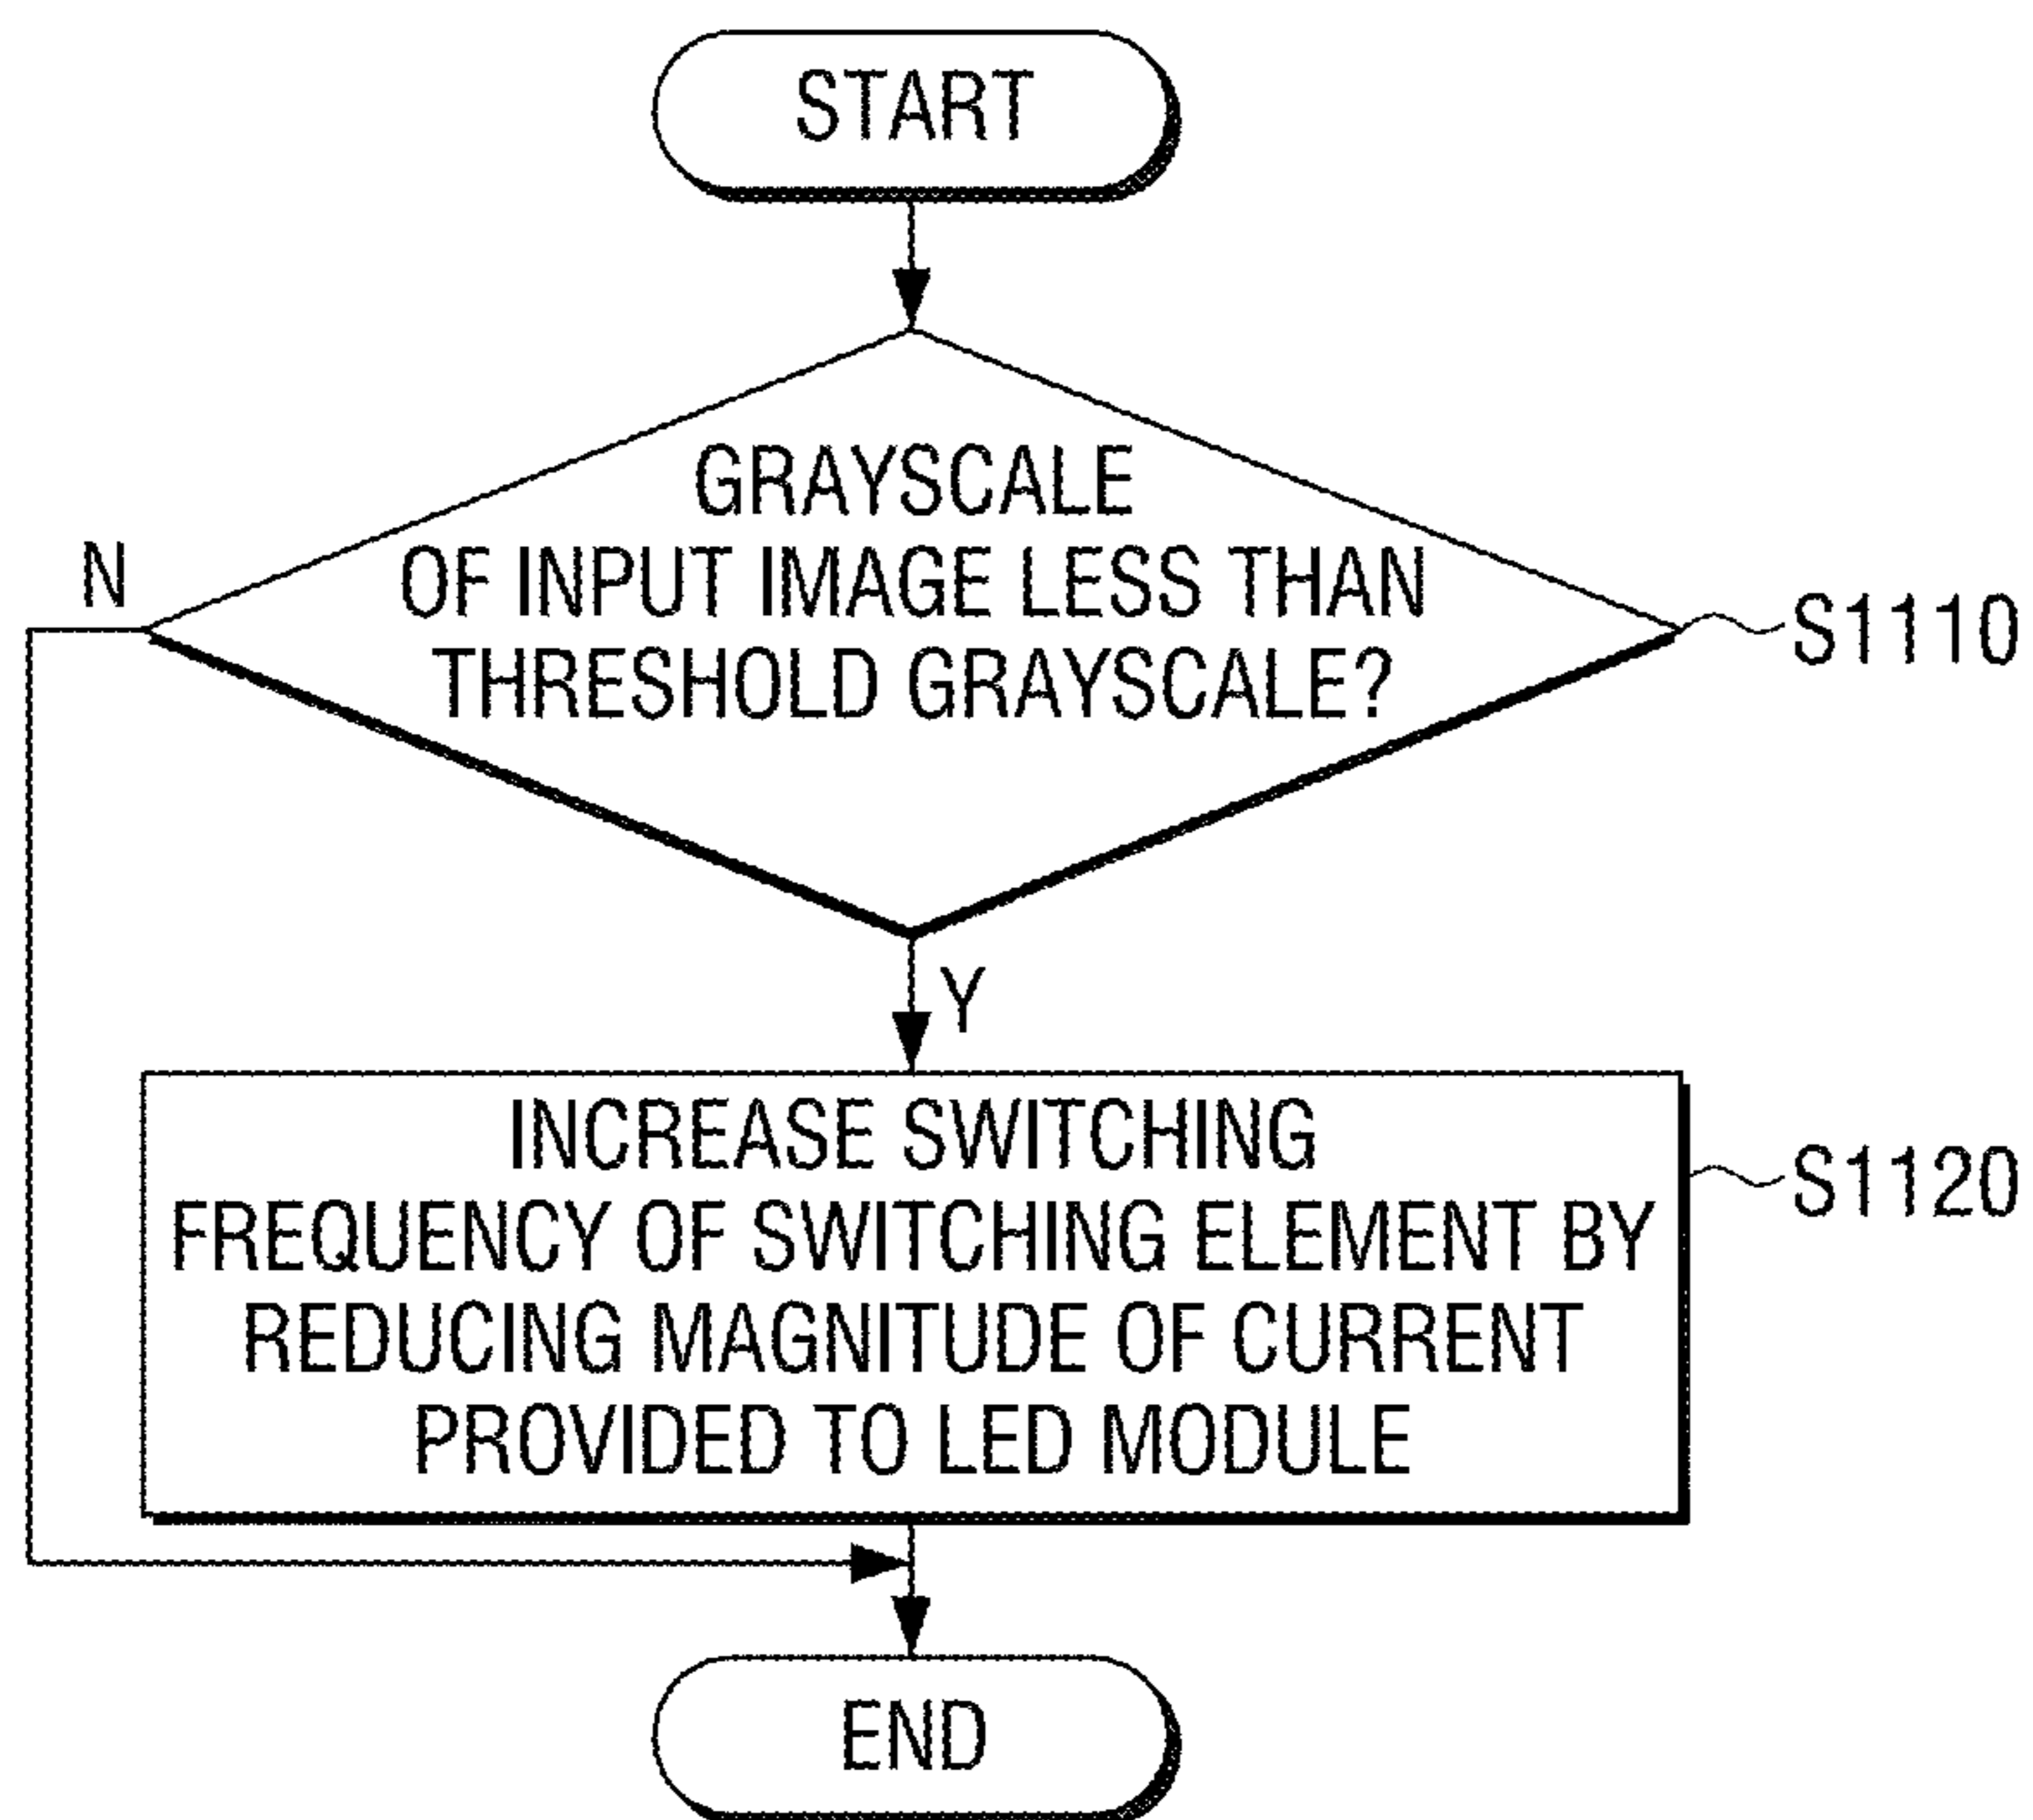 START
GRAYSCALE
OF INPUT IMAGE LESS THAN
THRESHOLD GRAYSCALE?
N
S1110
Y
INCREASE SWITCHING
FREQUENCY OF SWITCHING ELEMENT BY
REDUCING MAGNITUDE OF CURRENT
PROVIDED TO LED MODULE
S1120
END